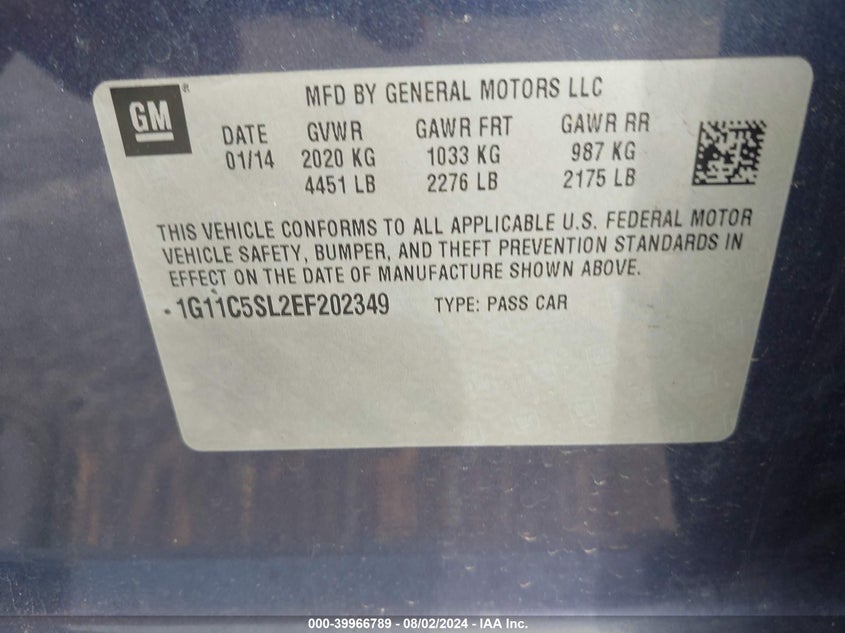 GM ®
MFD BY GENERAL MOTORS LLC
DATE GVWR GAWR FRT GAWR RR
01/14 2020 KG 1033 KG 987 KG
4451 LB 2276 LB 2175 LB
THIS VEHICLE CONFORMS TO ALL APPLICABLE U.S. FEDERAL MOTOR
VEHICLE SAFETY, BUMPER, AND THEFT PREVENTION STANDARDS IN
EFFECT ON THE DATE OF MANUFACTURE SHOWN ABOVE.
1G11C5SL2EF202349 TYPE: PASS CAR
000-39966789 - 08/02/2024 - IAA Inc.